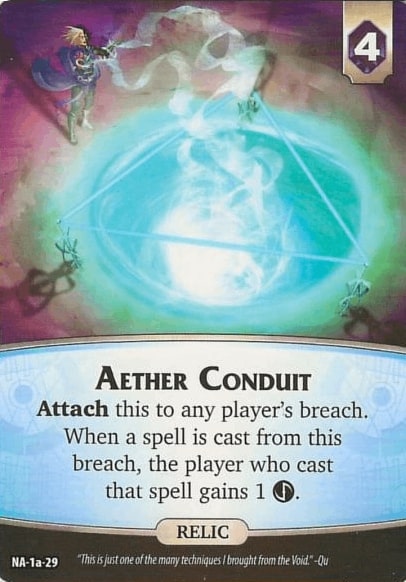 4
AETHER CONDUIT
Attach this to any player's breach.
When a spell is cast from this
breach, the player who cast
that spell gains 1 .
RELIC
NA-1a-29
"This is just one of the many techniques I brought from the Void." -Qu